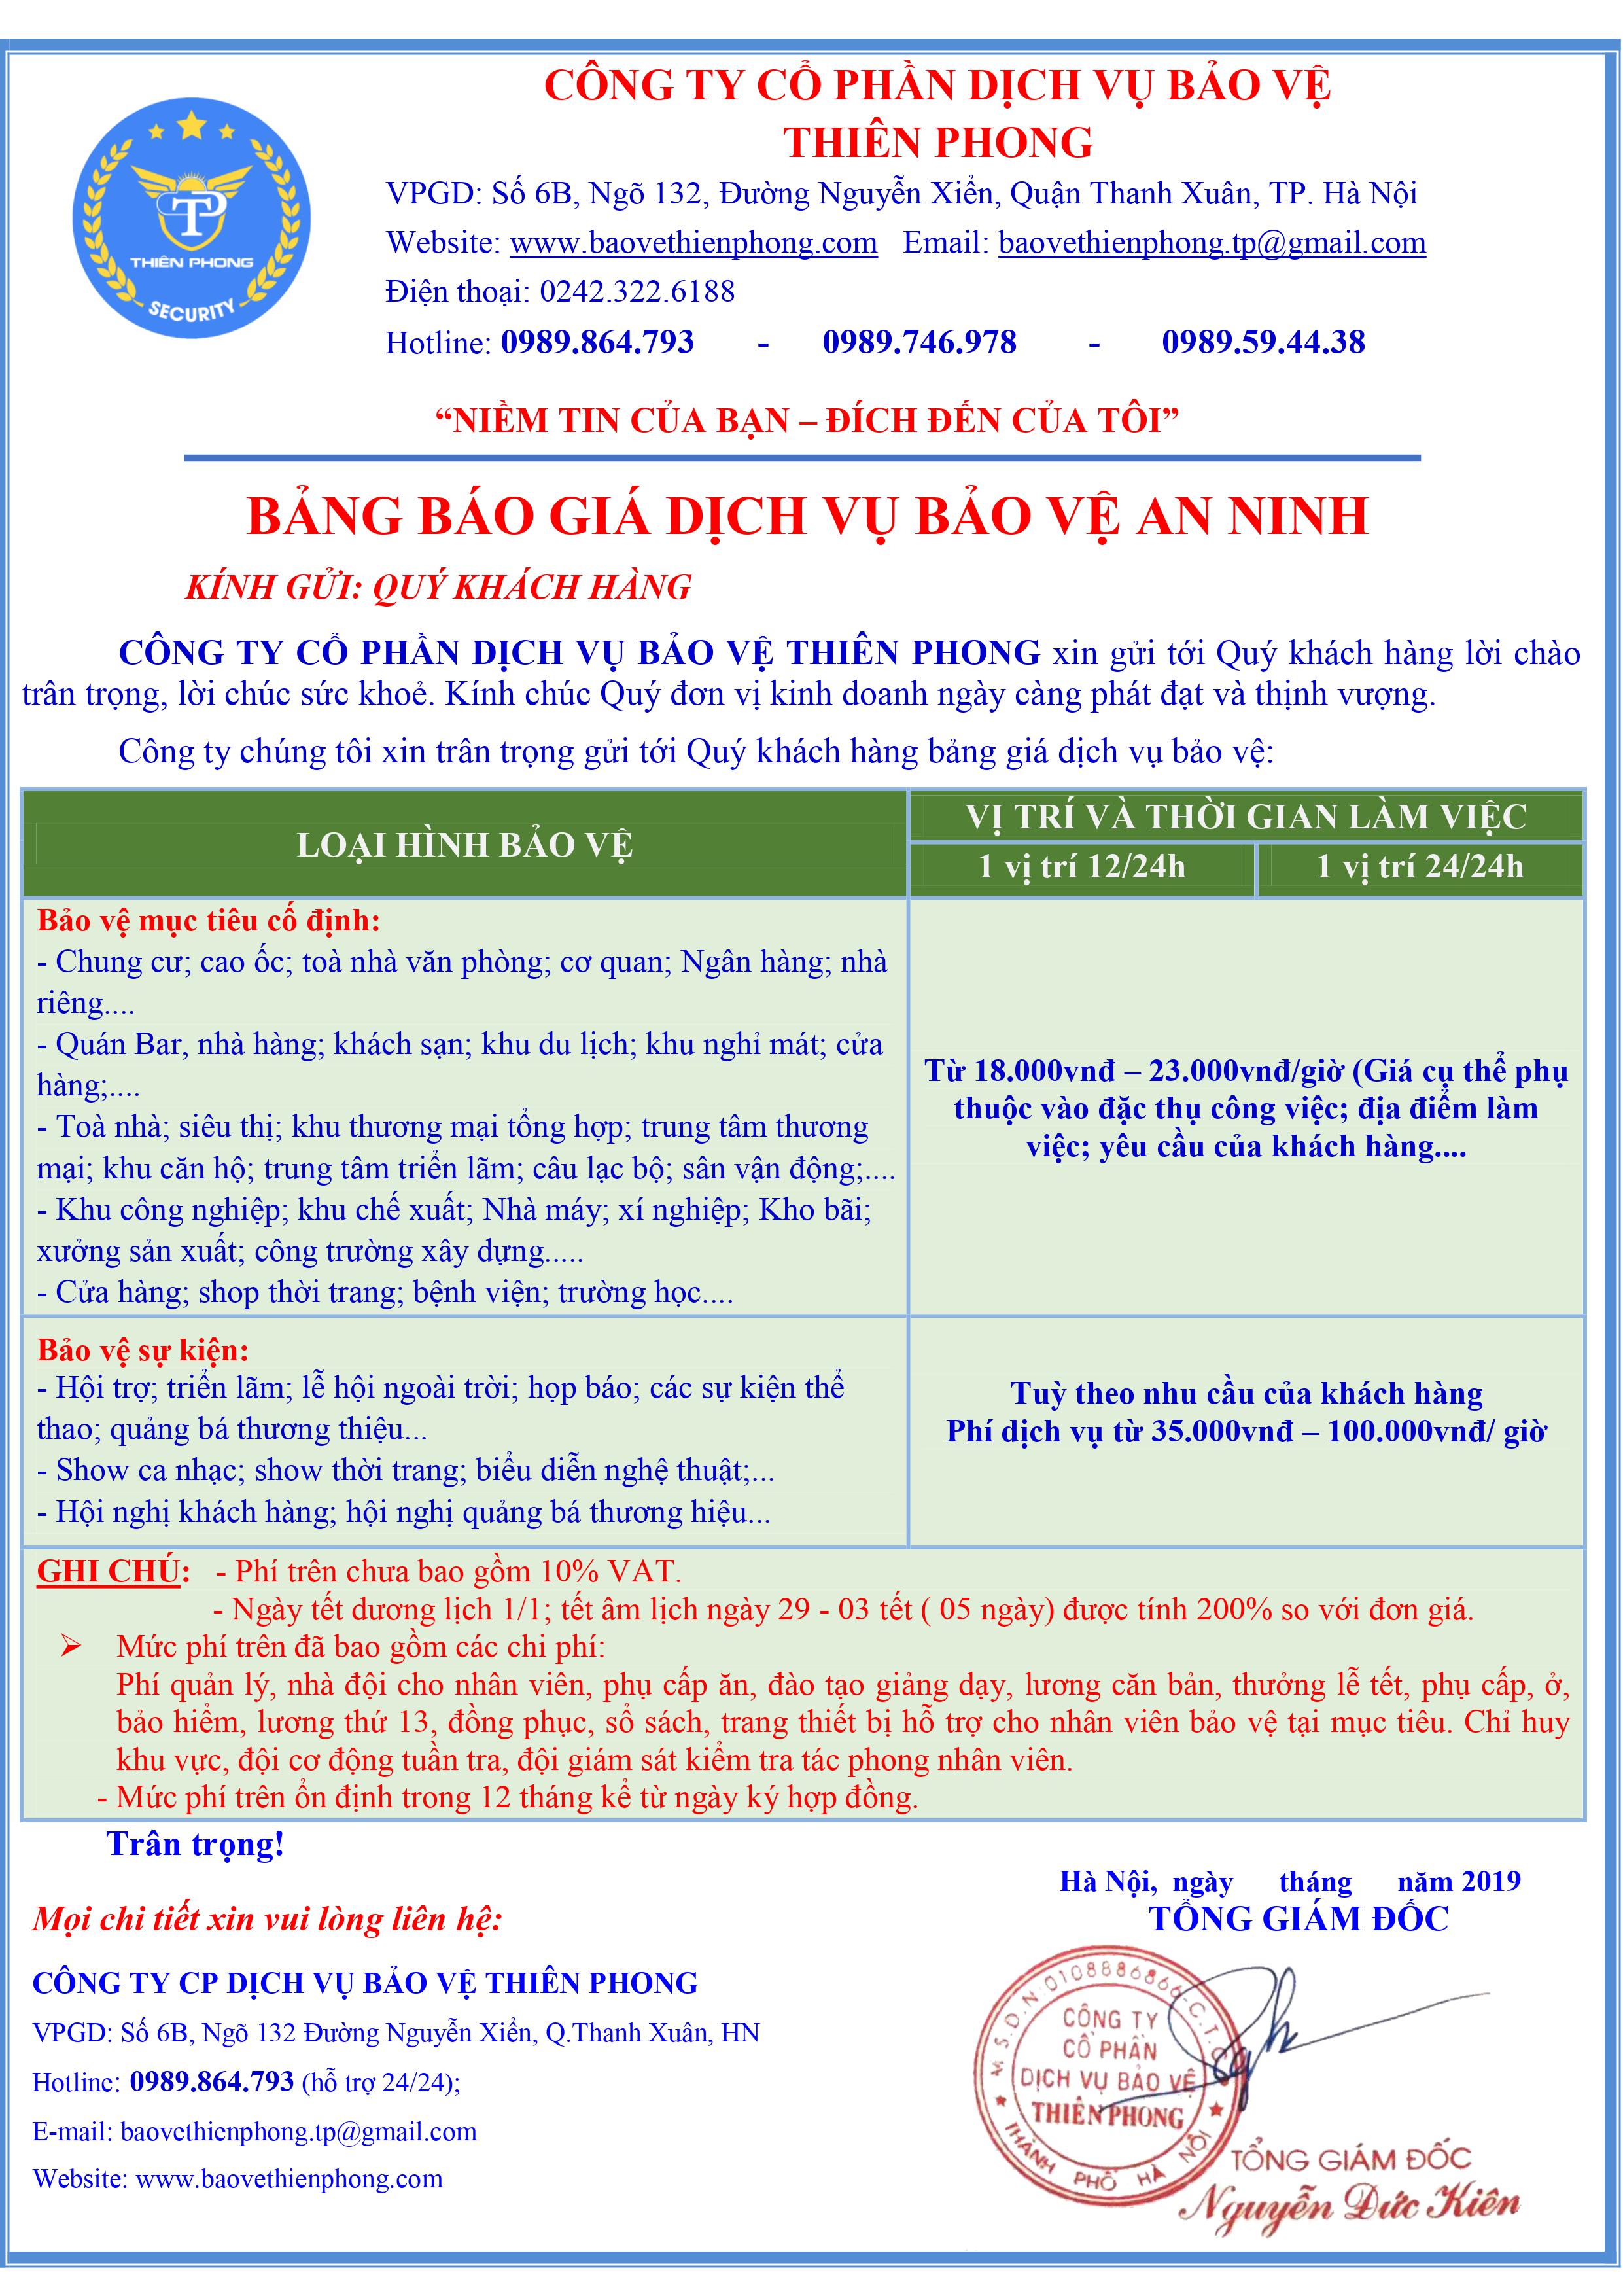 CÔNG TY CỔ PHẦN DỊCH VỤ BẢO VỆ
THIÊN PHONG
THIÊN PHONG
SECURITY
VPGD: Số 6B, Ngõ 132, Đường Nguyễn Xiển, Quận Thanh Xuân, TP. Hà Nội
Website: www.baovethienphong.com Email: baovethienphong.tp@gmail.com
Điện thoại: 0242.322.6188
Hotline: 0989.864.793 - 0989.746.978 - 0989.59.44.38
“NIỀM TIN CỦA BẠN – ĐÍCH ĐẾN CỦA TÔI”
BẢNG BÁO GIÁ DỊCH VỤ BẢO VỆ AN NINH
KÍNH GỬI: QUÝ KHÁCH HÀNG
CÔNG TY CỔ PHẦN DỊCH VỤ BẢO VỆ THIÊN PHONG xin gửi tới Quý khách hàng lời chào
trân trọng, lời chúc sức khoẻ. Kính chúc Quý đơn vị kinh doanh ngày càng phát đạt và thịnh vượng.
Công ty chúng tôi xin trân trọng gửi tới Quý khách hàng bảng giá dịch vụ bảo vệ:
LOẠI HÌNH BẢO VỆ
VỊ TRÍ VÀ THỜI GIAN LÀM VIỆC
1 vị trí 12/24h
1 vị trí 24/24h
Bảo vệ mục tiêu cố định:
- Chung cư; cao ốc; toà nhà văn phòng; cơ quan; Ngân hàng; nhà
riêng....
- Quán Bar, nhà hàng; khách sạn; khu du lịch; khu nghỉ mát; cửa
hàng;....
- Toà nhà; siêu thị; khu thương mại tổng hợp; trung tâm thương
mại; khu căn hộ; trung tâm triển lãm; câu lạc bộ; sân vận động;....
- Khu công nghiệp; khu chế xuất; Nhà máy; xí nghiệp; Kho bãi;
xưởng sản xuất; công trường xây dựng.....
- Cửa hàng; shop thời trang; bệnh viện; trường học....
Từ 18.000vnđ – 23.000vnđ/giờ (Giá cụ thể phụ
thuộc vào đặc thụ công việc; địa điểm làm
việc; yêu cầu của khách hàng....
Bảo vệ sự kiện:
- Hội trợ; triển lãm; lễ hội ngoài trời; họp báo; các sự kiện thể
thao; quảng bá thương thiệu...
- Show ca nhạc; show thời trang; biểu diễn nghệ thuật;...
- Hội nghị khách hàng; hội nghị quảng bá thương hiệu...
Tuỳ theo nhu cầu của khách hàng
Phí dịch vụ từ 35.000vnđ – 100.000vnđ/ giờ
GHI CHÚ: - Phí trên chưa bao gồm 10% VAT.
- Ngày tết dương lịch 1/1; tết âm lịch ngày 29 - 03 tết ( 05 ngày) được tính 200% so với đơn giá.
➢ Mức phí trên đã bao gồm các chi phí:
Phí quản lý, nhà đội cho nhân viên, phụ cấp ăn, đào tạo giảng dạy, lương căn bản, thưởng lễ tết, phụ cấp, ở,
bảo hiểm, lương thứ 13, đồng phục, sổ sách, trang thiết bị hỗ trợ cho nhân viên bảo vệ tại mục tiêu. Chỉ huy
khu vực, đội cơ động tuần tra, đội giám sát kiểm tra tác phong nhân viên.
- Mức phí trên ổn định trong 12 tháng kể từ ngày ký hợp đồng.
Trân trọng!
Hà Nội, ngày tháng năm 2019
TỔNG GIÁM ĐỐC
Mọi chi tiết xin vui lòng liên hệ:
CÔNG TY CP DỊCH VỤ BẢO VỆ THIÊN PHONG
VPGD: Số 6B, Ngõ 132 Đường Nguyễn Xiển, Q.Thanh Xuân, HN
Hotline: 0989.864.793 (hỗ trợ 24/24);
E-mail: baovethienphong.tp@gmail.com
Website: www.baovethienphong.com
M.S.D.N:0108886866-C.T.C
CÔNG TY
CỔ PHẦN
DỊCH VỤ BẢO VỆ
THIÊN PHONG
THÀNH PHỐ HÀ NỘI
TỔNG GIÁM ĐỐC
Nguyễn Đức Kiên